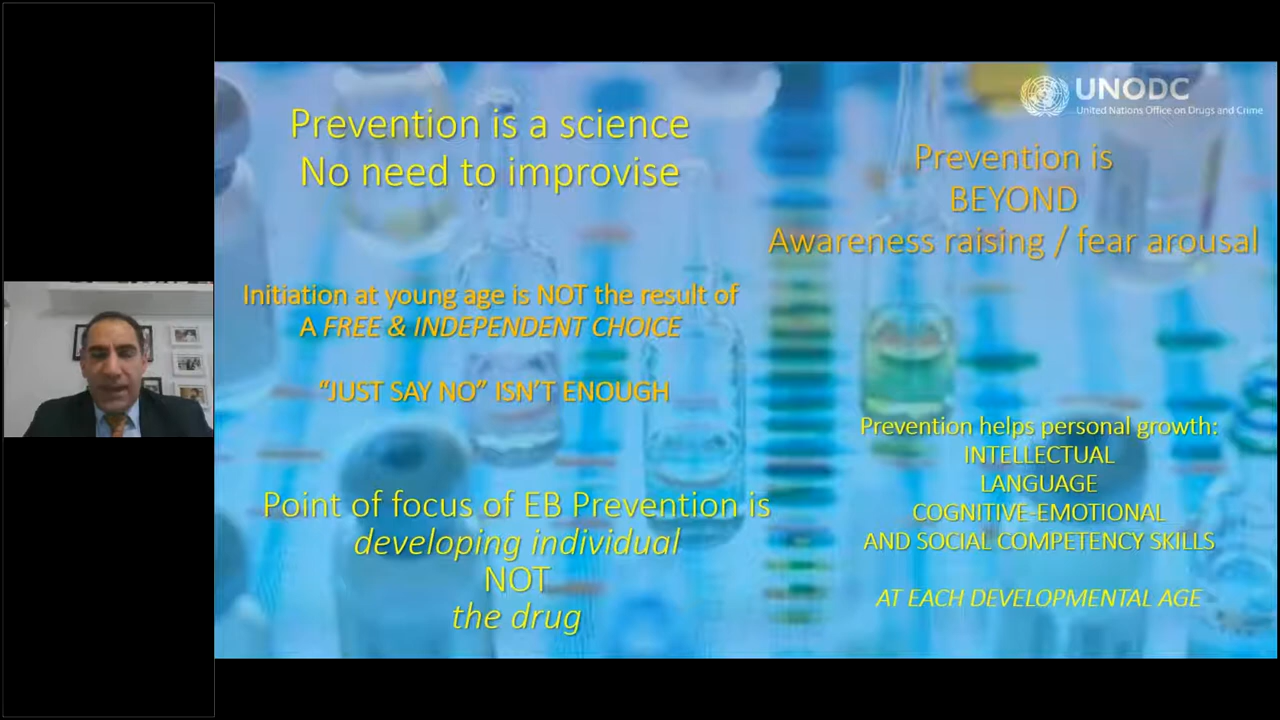 UNODC
United Nations Office on Drugs and Crime
Prevention is a science
No need to improvise
Prevention is
BEYOND
Awareness raising / fear arousal
Initiation at young age is NOT the result of
A FREE & INDEPENDENT CHOICE
“JUST SAY NO” ISN’T ENOUGH
Point of focus of EB Prevention is
developing individual
NOT
the drug
Prevention helps personal growth:
INTELLECTUAL
LANGUAGE
COGNITIVE-EMOTIONAL
AND SOCIAL COMPETENCY SKILLS
AT EACH DEVELOPMENTAL AGE